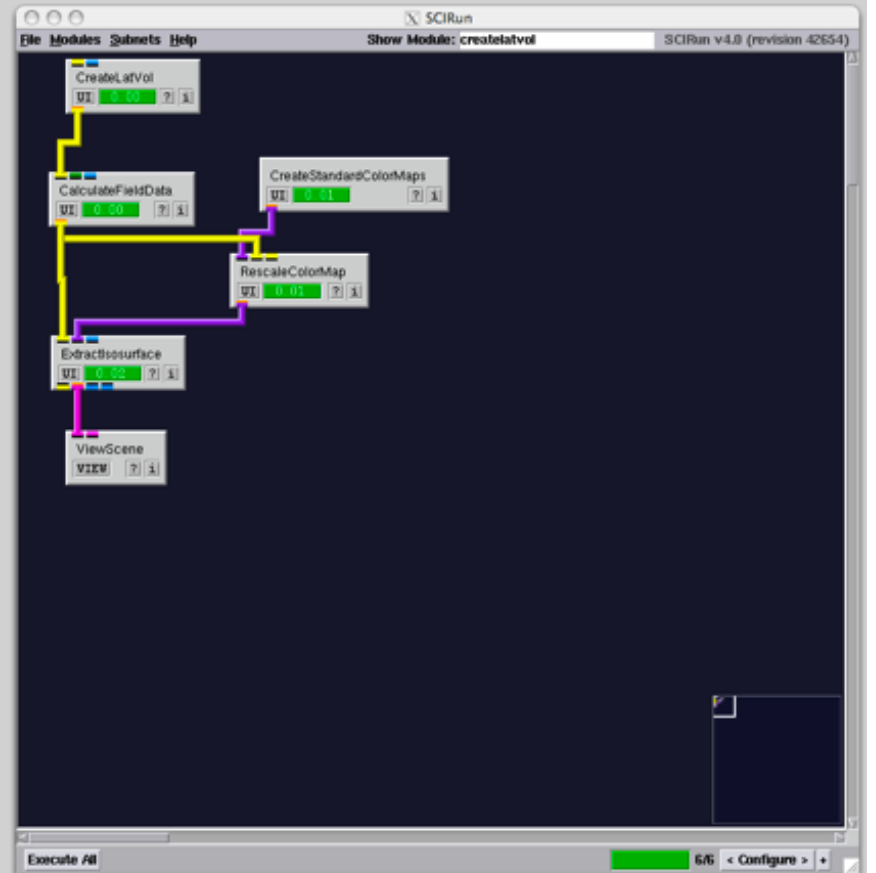 SCIRun
File Modules Subnets Help Show Module: createlatvol SCIRun v4.0 (revision 42654)
CreateLatVol
UI 0.00 ? i
CalculateFieldData
UI 0.00 ? i
CreateStandardColorMaps
UI 0.01 ? i
RescaleColorMap
UI 0.01 ? i
ExtractIsosurface
UI 0.02 ? i
ViewScene
VIEW ? i
Execute All 6/6 < Configure > +